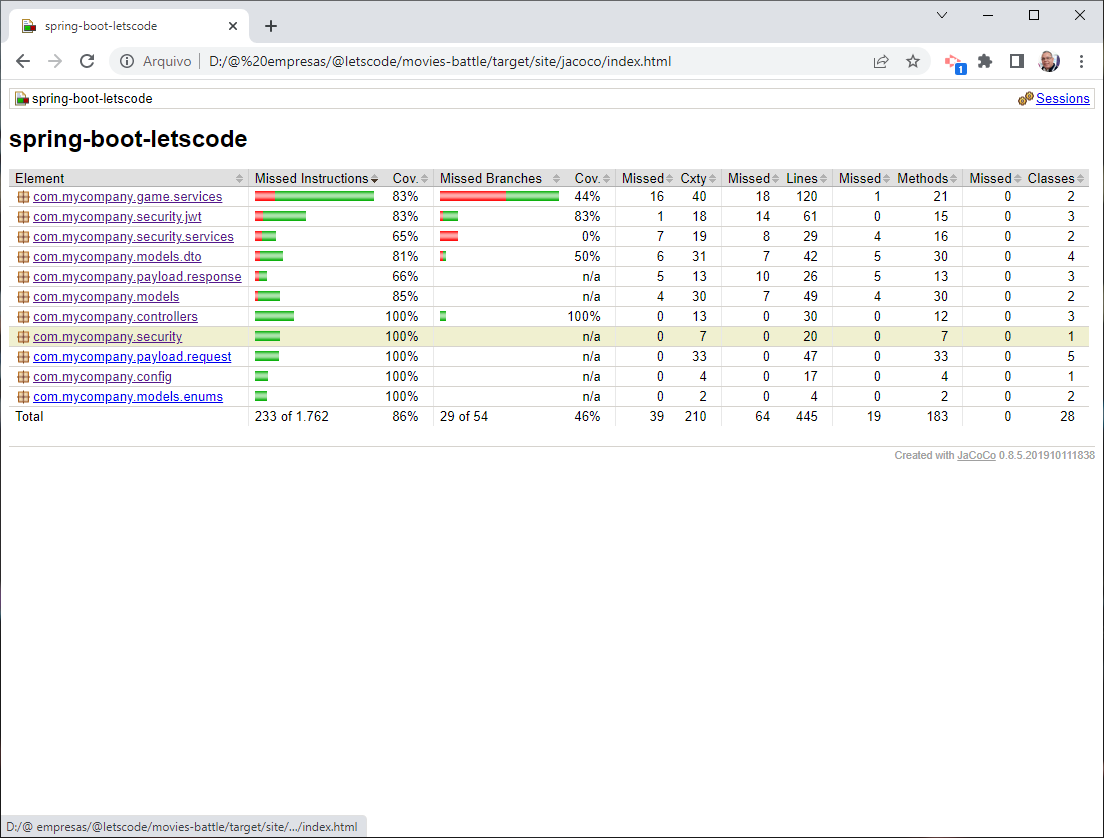 spring-boot-letscode
Arquivo D:/@%20empresas/@letscode/movies-battle/target/site/jacoco/index.html 1
spring-boot-letscode Sessions
spring-boot-letscode
Element Missed Instructions Cov. Missed Branches Cov. Missed Cxty Missed Lines Missed Methods Missed Classes
com.mycompany.game.services 83% 44% 16 40 18 120 1 21 0 2
com.mycompany.security.jwt 83% 83% 1 18 14 61 0 15 0 3
com.mycompany.security.services 65% 0% 7 19 8 29 4 16 0 2
com.mycompany.models.dto 81% 50% 6 31 7 42 5 30 0 4
com.mycompany.payload.response 66% n/a 5 13 10 26 5 13 0 3
com.mycompany.models 85% n/a 4 30 7 49 4 30 0 2
com.mycompany.controllers 100% 100% 0 13 0 30 0 12 0 3
com.mycompany.security 100% n/a 0 7 0 20 0 7 0 1
com.mycompany.payload.request 100% n/a 0 33 0 47 0 33 0 5
com.mycompany.config 100% n/a 0 4 0 17 0 4 0 1
com.mycompany.models.enums 100% n/a 0 2 0 4 0 2 0 2
Total 233 of 1.762 86% 29 of 54 46% 39 210 64 445 19 183 0 28
Created with JaCoCo 0.8.5.201910111838
D:/@ empresas/@letscode/movies-battle/target/site/.../index.html